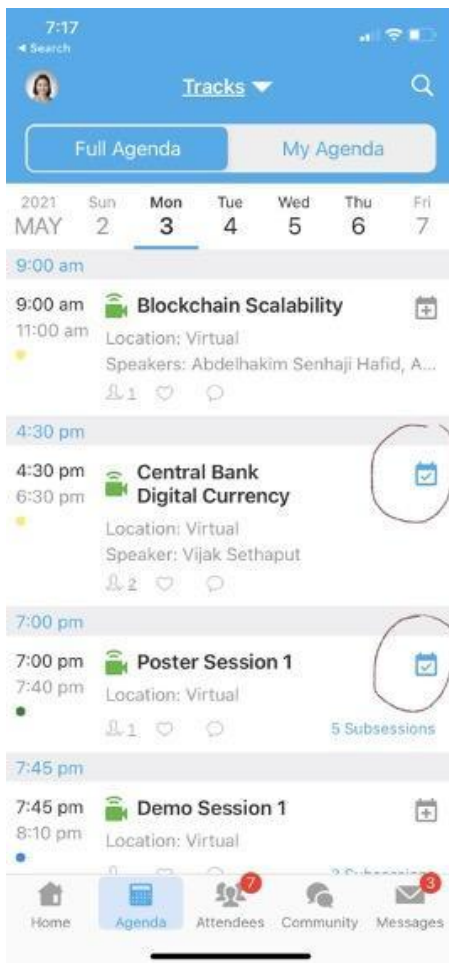 7:17
Search
Tracks
Full Agenda My Agenda
2021 Sun Mon Tue Wed Thu Fri
MAY 2 3 4 5 6 7
9:00 am
9:00 am Blockchain Scalability
11:00 am Location: Virtual
Speakers: Abdelhakim Senhaji Hafid, A...
1
4:30 pm
4:30 pm Central Bank
6:30 pm Digital Currency
Location: Virtual
Speaker: Vijak Sethaput
2
7:00 pm
7:00 pm Poster Session 1
7:40 pm Location: Virtual
1 5 Subsessions
7:45 pm
7:45 pm Demo Session 1
8:10 pm Location: Virtual
7 3
Home Agenda Attendees Community Messages